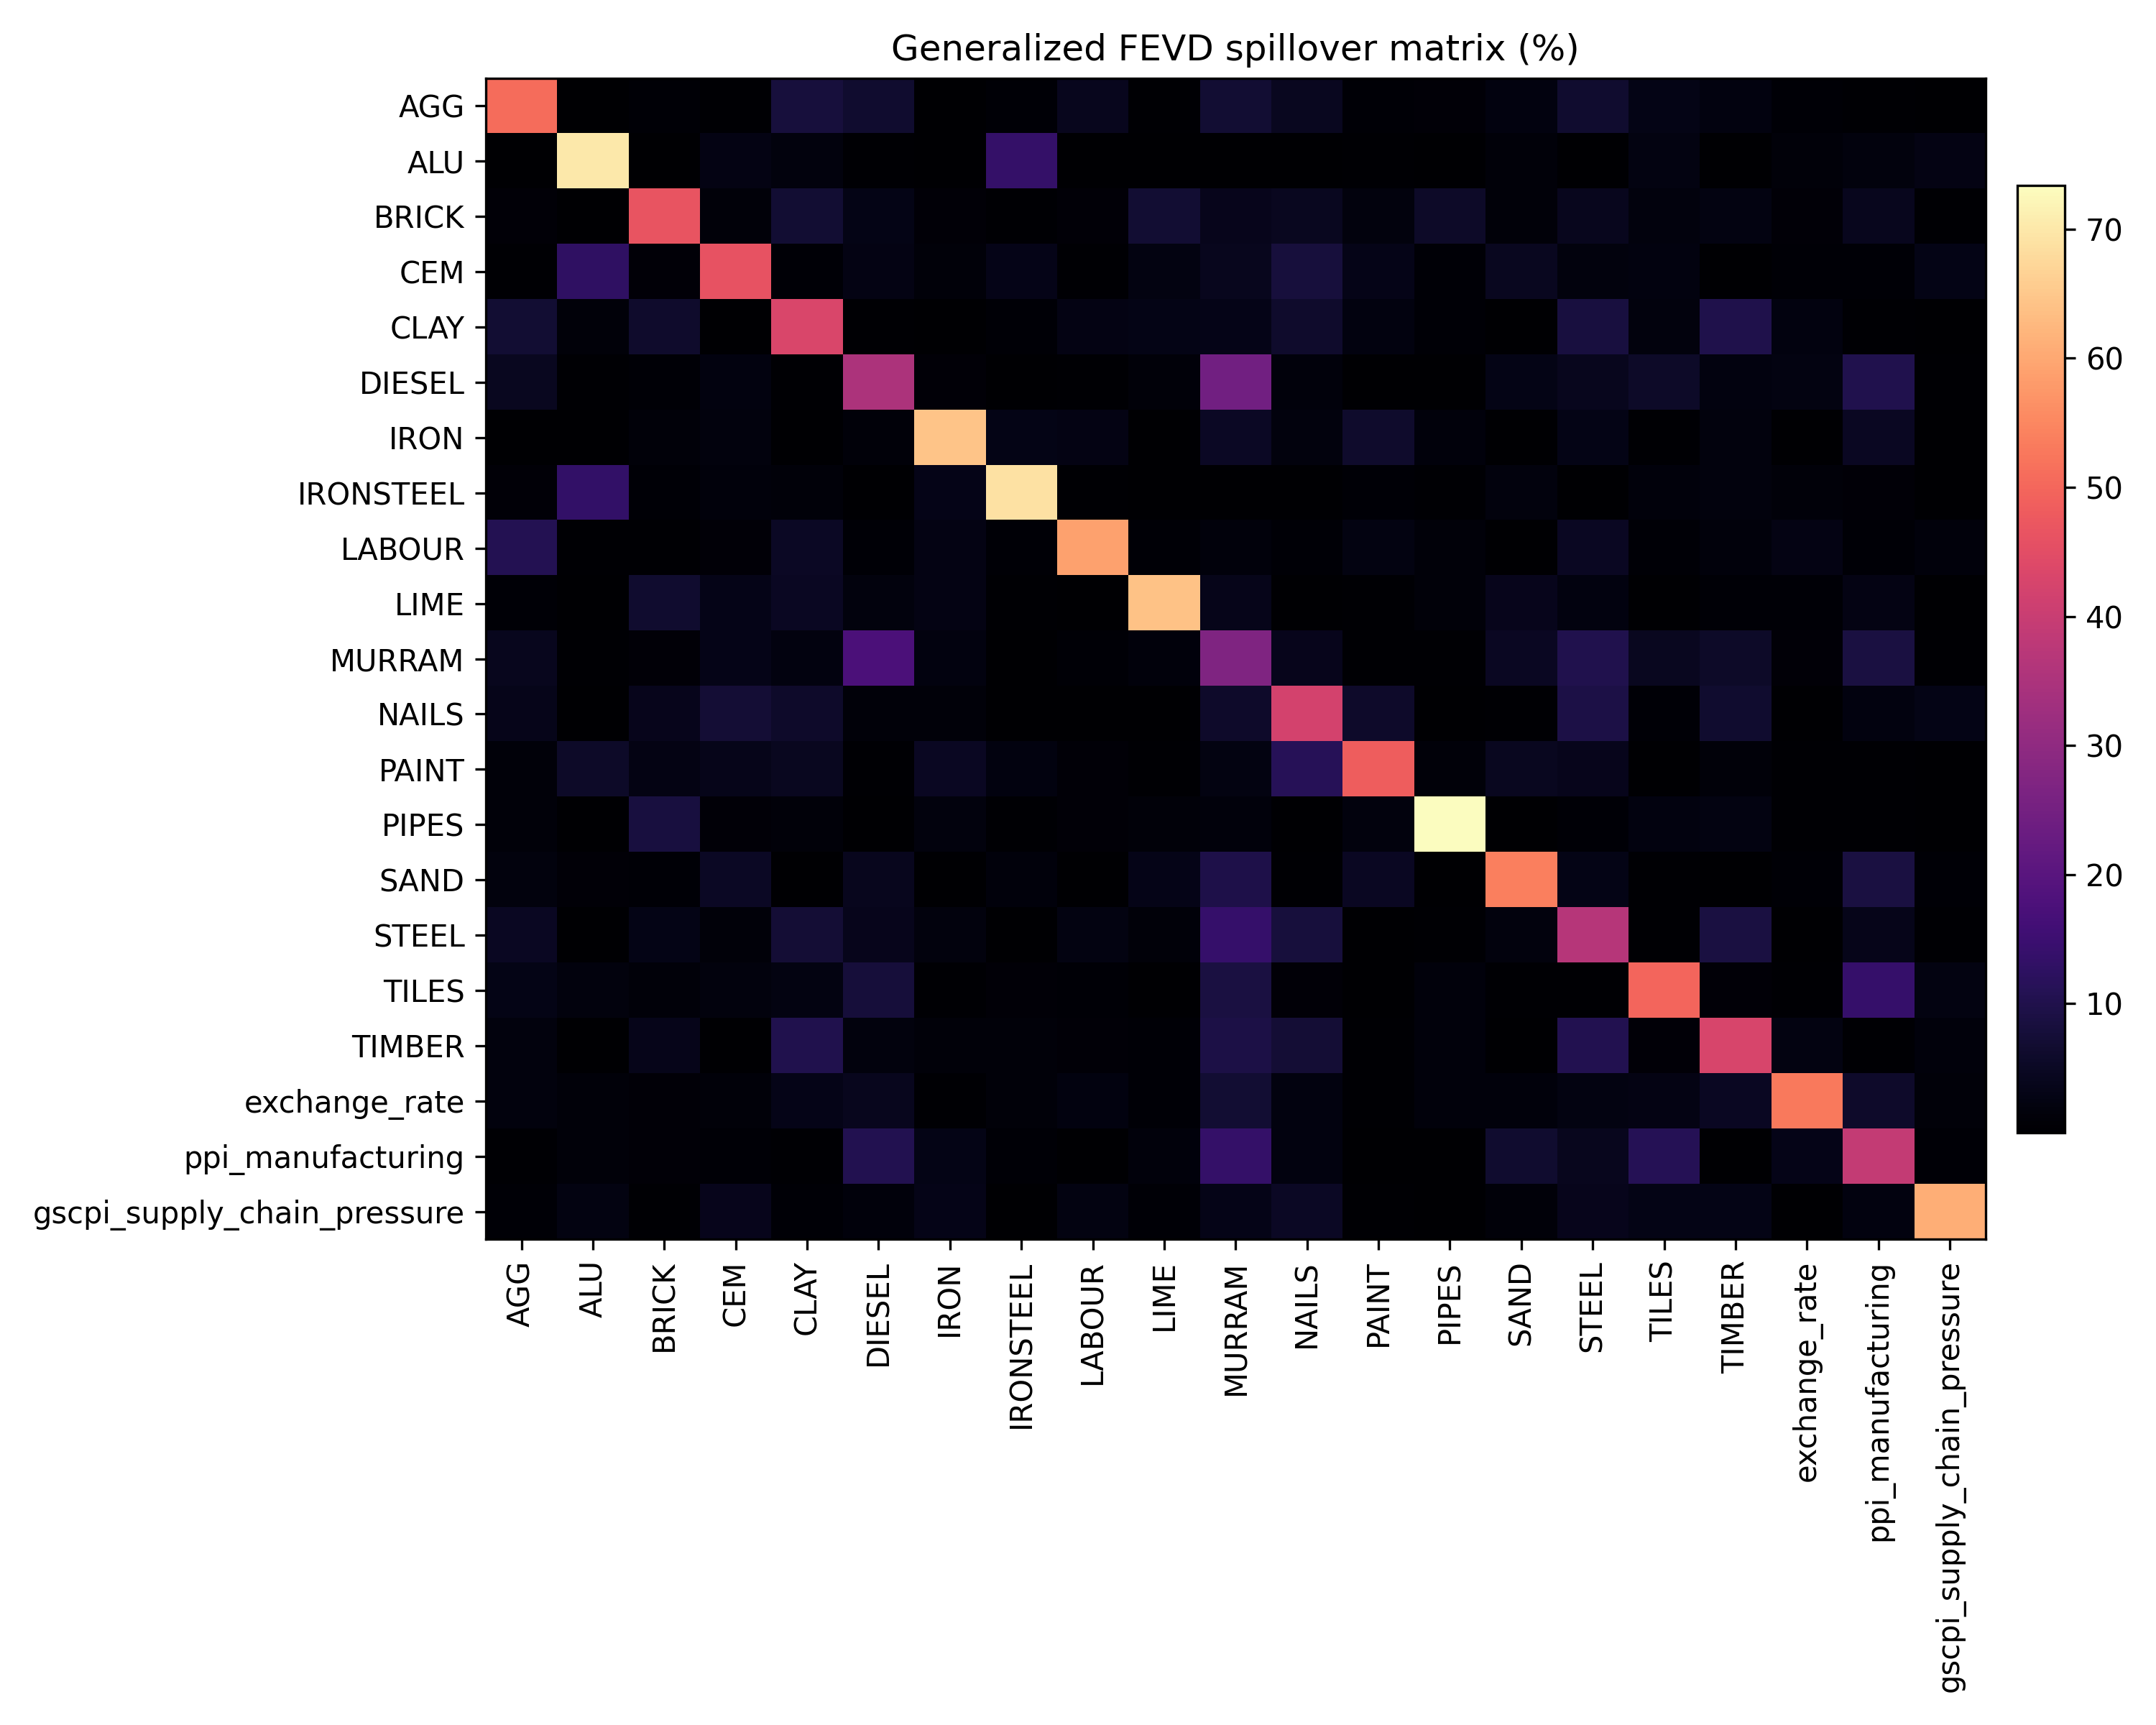 Generalized FEVD spillover matrix (%)
AGG
ALU
BRICK
CEM
CLAY
DIESEL
IRON
IRONSTEEL
LABOUR
LIME
MURRAM
NAILS
PAINT
PIPES
SAND
STEEL
TILES
TIMBER
exchange_rate
ppi_manufacturing
gscpi_supply_chain_pressure
AGG
ALU
BRICK
CEM
CLAY
DIESEL
IRON
IRONSTEEL
LABOUR
LIME
MURRAM
NAILS
PAINT
PIPES
SAND
STEEL
TILES
TIMBER
exchange_rate
ppi_manufacturing
gscpi_supply_chain_pressure
70
60
50
40
30
20
10